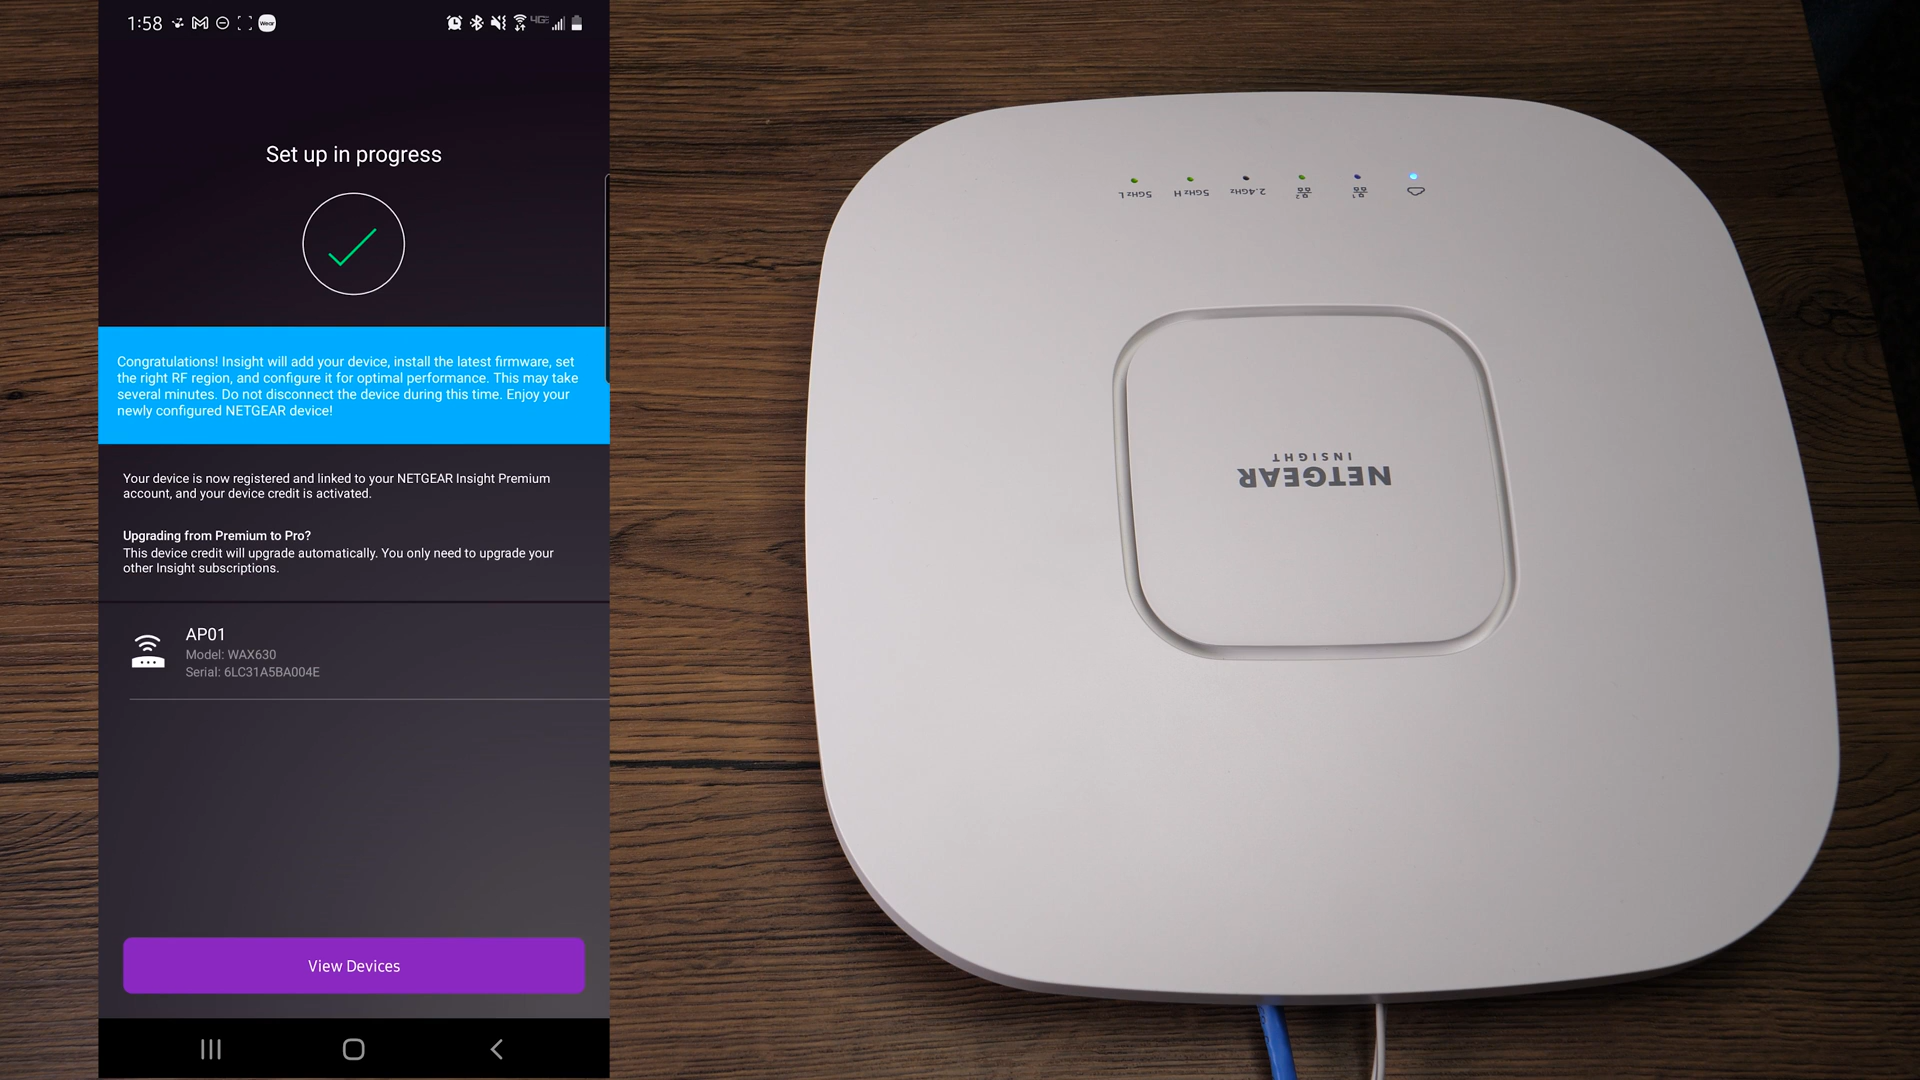 1:58
Wear
4G
Set up in progress
Congratulations! Insight will add your device, install the latest firmware, set
the right RF region, and configure it for optimal performance. This may take
several minutes. Do not disconnect the device during this time. Enjoy your
newly configured NETGEAR device!
Your device is now registered and linked to your NETGEAR Insight Premium
account, and your device credit is activated.
Upgrading from Premium to Pro?
This device credit will upgrade automatically. You only need to upgrade your
other Insight subscriptions.
AP01
Model: WAX630
Serial: 6LC31A5BA004E
View Devices
5GHz L
5GHz H
2.4GHz
2
1
NETGEAR
INSIGHT